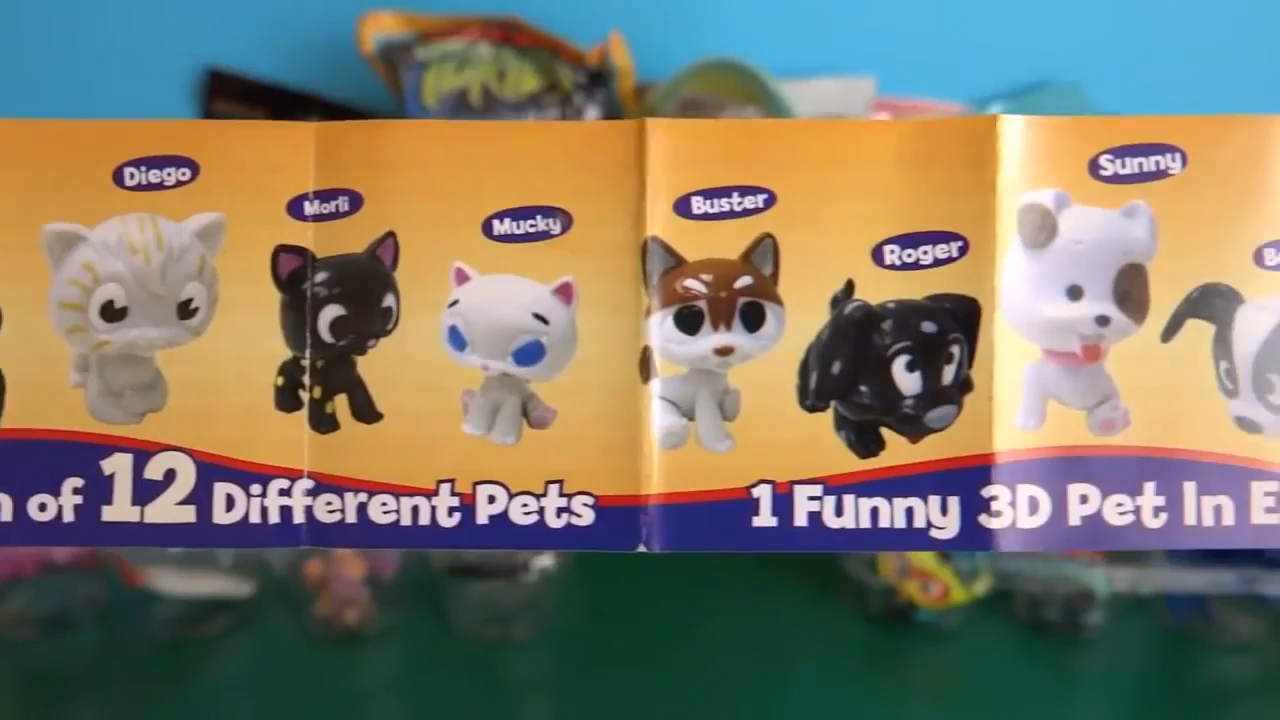 Diego
Morli
Mucky
Buster
Roger
Sunny
of 12 Different Pets
1 Funny 3D Pet In